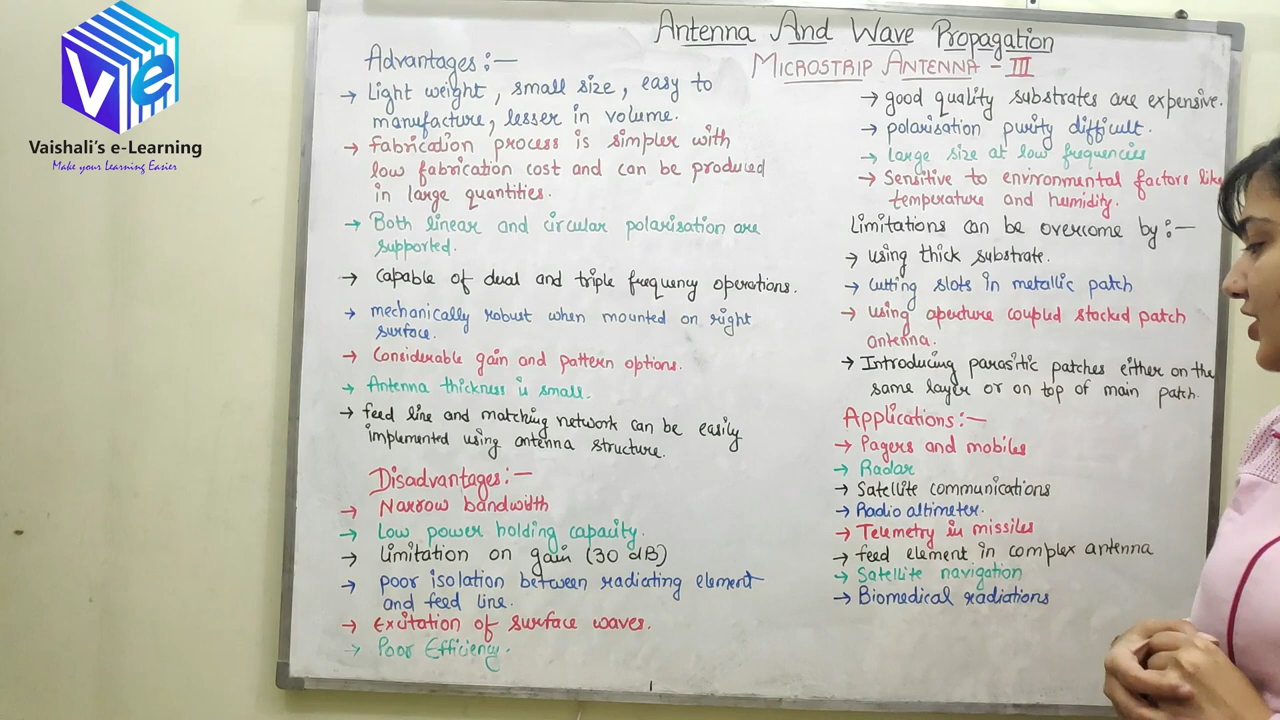 Ve
Vaishali's e-Learning
Make your Learning Easier
Antenna And Wave Propagation
MICROSTRIP ANTENNA - III
Advantages:-
→ Light weight, small size, easy to
manufacture, lesser in volume.
→ Fabrication process is simpler with
low fabrication cost and can be produced
in large quantities.
→ Both linear and circular polarisation are
supported.
→ capable of dual and triple frequency operations.
→ mechanically robust when mounted on right
surface.
→ Considerable gain and pattern options.
→ Antenna thickness is small.
→ feed line and matching network can be easily
implemented using antenna structure.
Disadvantages:-
→ Narrow bandwidth
→ Low power holding capacity.
→ limitation on gain (30 dB)
→ poor isolation between radiating element
and feed line.
→ Excitation of surface waves.
→ Poor Efficiency.
→ good quality substrates are expensive.
→ polarisation purity difficult.
→ Large size at low frequencies
→ Sensitive to environmental factors like
temperature and humidity.
Limitations can be overcome by:-
→ using thick substrate.
→ Cutting slots in metallic patch
→ using aperture coupled stacked patch
antenna.
→ Introducing parasitic patches either on the
same layer or on top of main patch.
Applications:-
→ Pagers and mobiles
→ Radar
→ Satellite communications
→ Radio altimeter.
→ Telemetry in missiles
→ feed element in complex antenna
→ Satellite navigation
→ Biomedical radiations